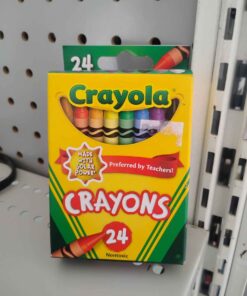 24
Crayola
MADE
WITH
SOLAR
POWER!
Preferred by Teachers!
CRAYONS
24
Nontoxic